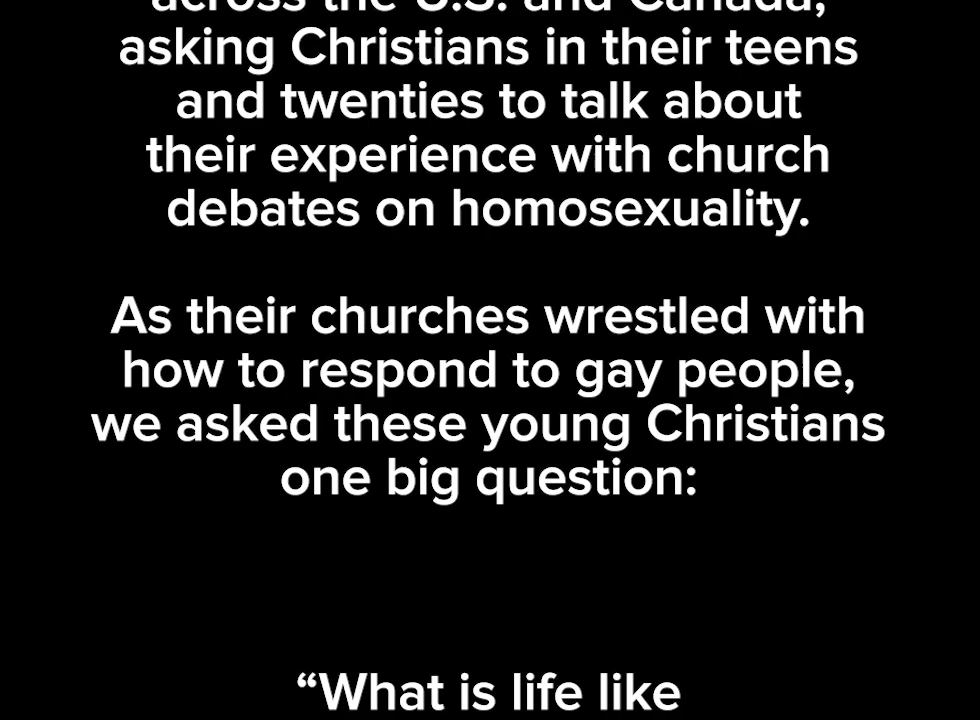 across the U.S. and Canada,
asking Christians in their teens
and twenties to talk about
their experience with church
debates on homosexuality.
As their churches wrestled with
how to respond to gay people,
we asked these young Christians
one big question:
“What is life like